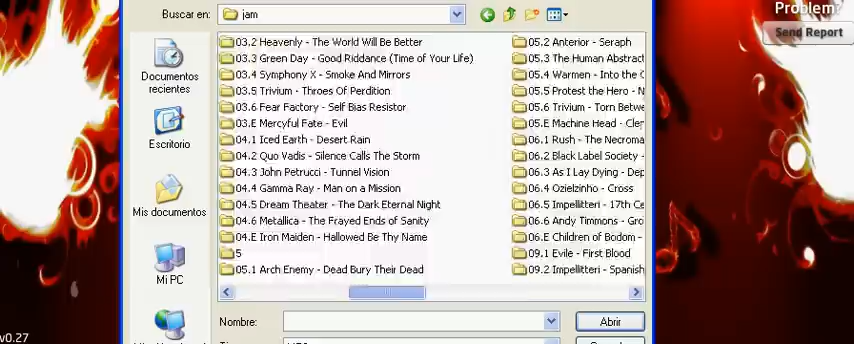 Buscar en: jam
Problem?
Send Report
Documentos recientes
Escritorio
Mis documentos
Mi PC
03.2 Heavenly - The World Will Be Better
03.3 Green Day - Good Riddance (Time of Your Life)
03.4 Symphony X - Smoke And Mirrors
03.5 Trivium - Throes Of Perdition
03.6 Fear Factory - Self Bias Resistor
03.E Mercyful Fate - Evil
04.1 Iced Earth - Desert Rain
04.2 Quo Vadis - Silence Calls The Storm
04.3 John Petrucci - Tunnel Vision
04.4 Gamma Ray - Man on a Mission
04.5 Dream Theater - The Dark Eternal Night
04.6 Metallica - The Frayed Ends of Sanity
04.E Iron Maiden - Hallowed Be Thy Name
5
05.1 Arch Enemy - Dead Bury Their Dead
05.2 Anterior - Seraph
05.3 The Human Abstract
05.4 Warmen - Into the
05.5 Protest the Hero - N
05.6 Trivium - Torn Betwe
05.E Machine Head - Cle
06.1 Rush - The Necroma
06.2 Black Label Society -
06.3 As I Lay Dying - De
06.4 Ozielzinho - Cross
06.5 Impellitteri - 17th Ce
06.6 Andy Timmons - Gro
06.E Children of Bodom -
09.1 Evile - First Blood
09.2 Impellitteri - Spanish
Nombre:
Abrir
v0.27